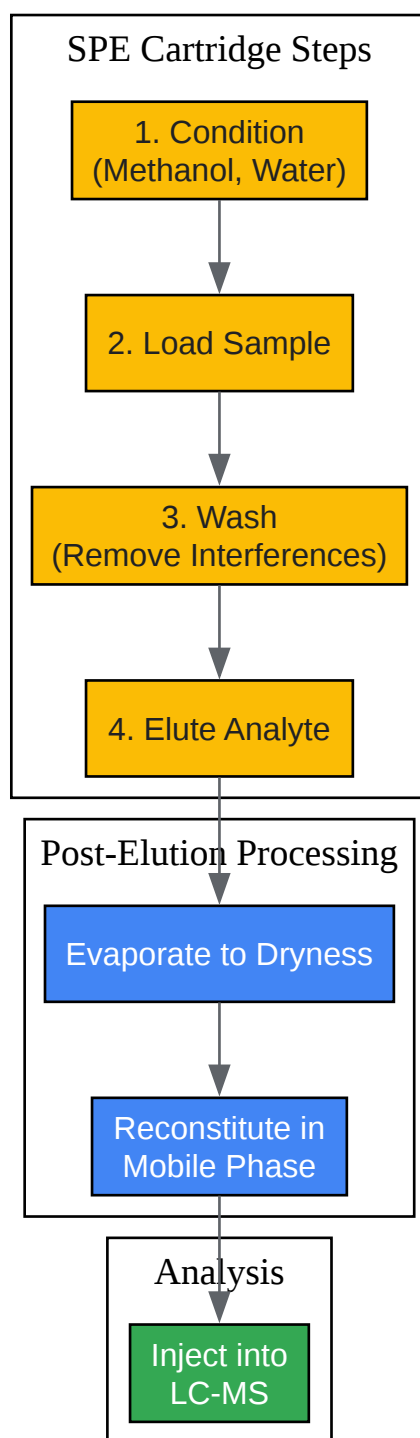 SPE Cartridge Steps
1. Condition
(Methanol, Water)
2. Load Sample
3. Wash
(Remove Interferences)
4. Elute Analyte
Post-Elution Processing
Evaporate to Dryness
Reconstitute in
Mobile Phase
Analysis
Inject into
LC-MS